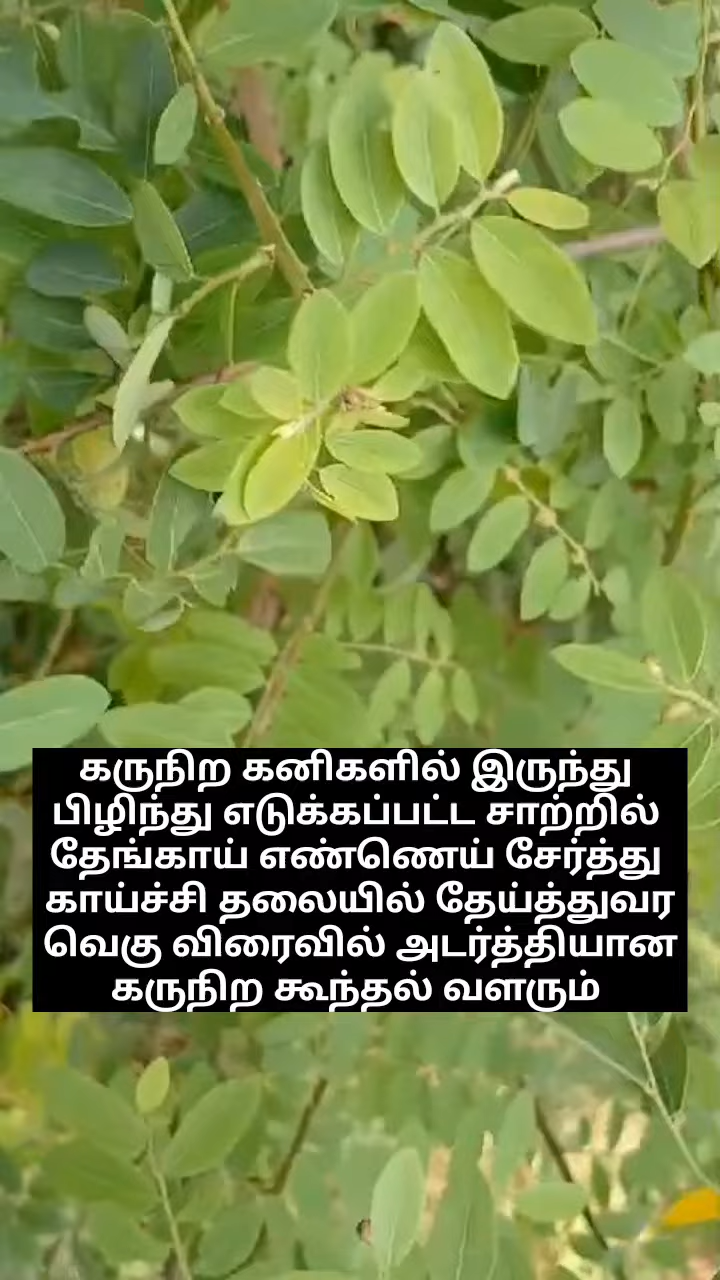 கருநிற கனிகளில் இருந்து
பிழிந்து எடுக்கப்பட்ட சாற்றில்
தேங்காய் எண்ணெய் சேர்த்து
காய்ச்சி தலையில் தேய்த்துவர
வெகு விரைவில் அடர்த்தியான
கருநிற கூந்தல் வளரும்